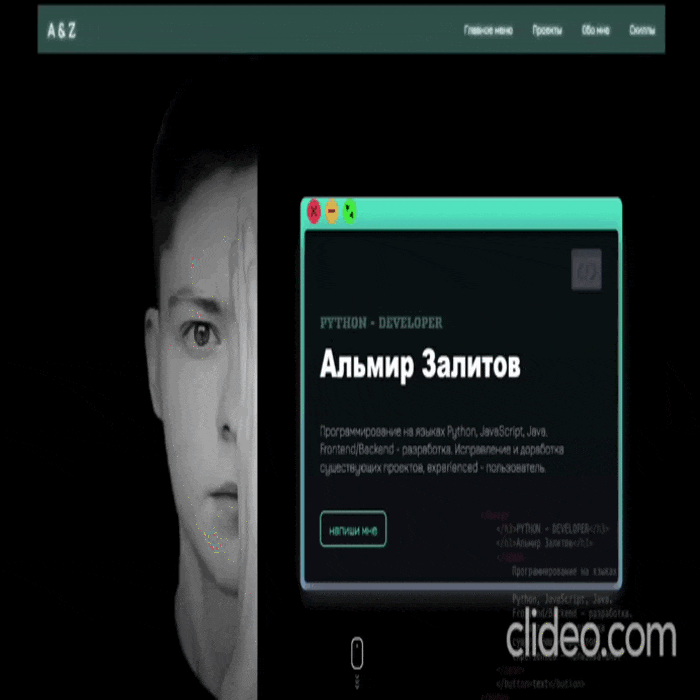 A & Z
Главное меню Проекты Обо мне Скиллы
PYTHON - DEVELOPER
Альмир Залитов
Программирование на языках Python, JavaScript, Java,
Frontend/Backend - разработка. Исправление и доработка
существующих проектов, experienced - пользователь.
напиши мне
</h3>PYTHON - DEVELOPER</h3>
</h1>Альмир Залитов</h1>
Программирование на языках
Python, JavaScript, Java,
Frontend/Backend - разработка.
</button>text</button>
clideo.com